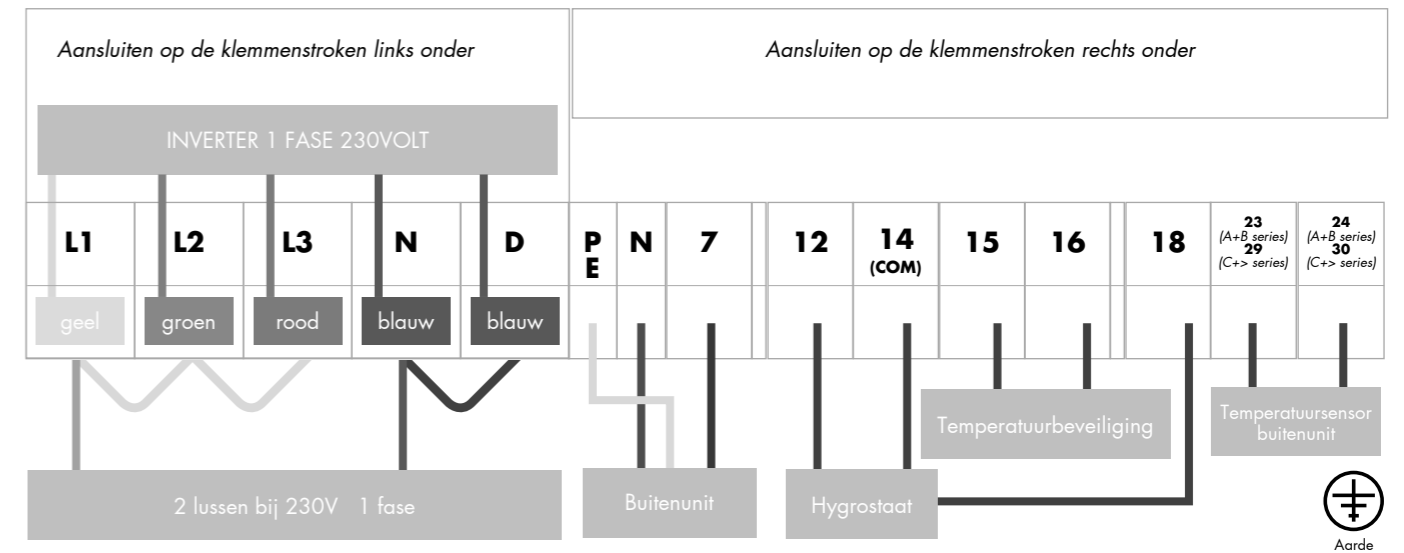 Aansluiten op de klemmenstroken links onder
Aansluiten op de klemmenstroken rechts onder
INVERTER 1 FASE 230VOLT
L1 L2 L3 N D P N 7 12 14 15 16 18 23 24
E (COM) (A+B series) (A+B series)
29 30
(C+> series) (C+> series)
geel groen rood blauw blauw
Temperatuurbeveiliging
Temperatuursensor
buitenunit
2 lussen bij 230V 1 fase
Buitenunit
Hygrostaat
Aarde